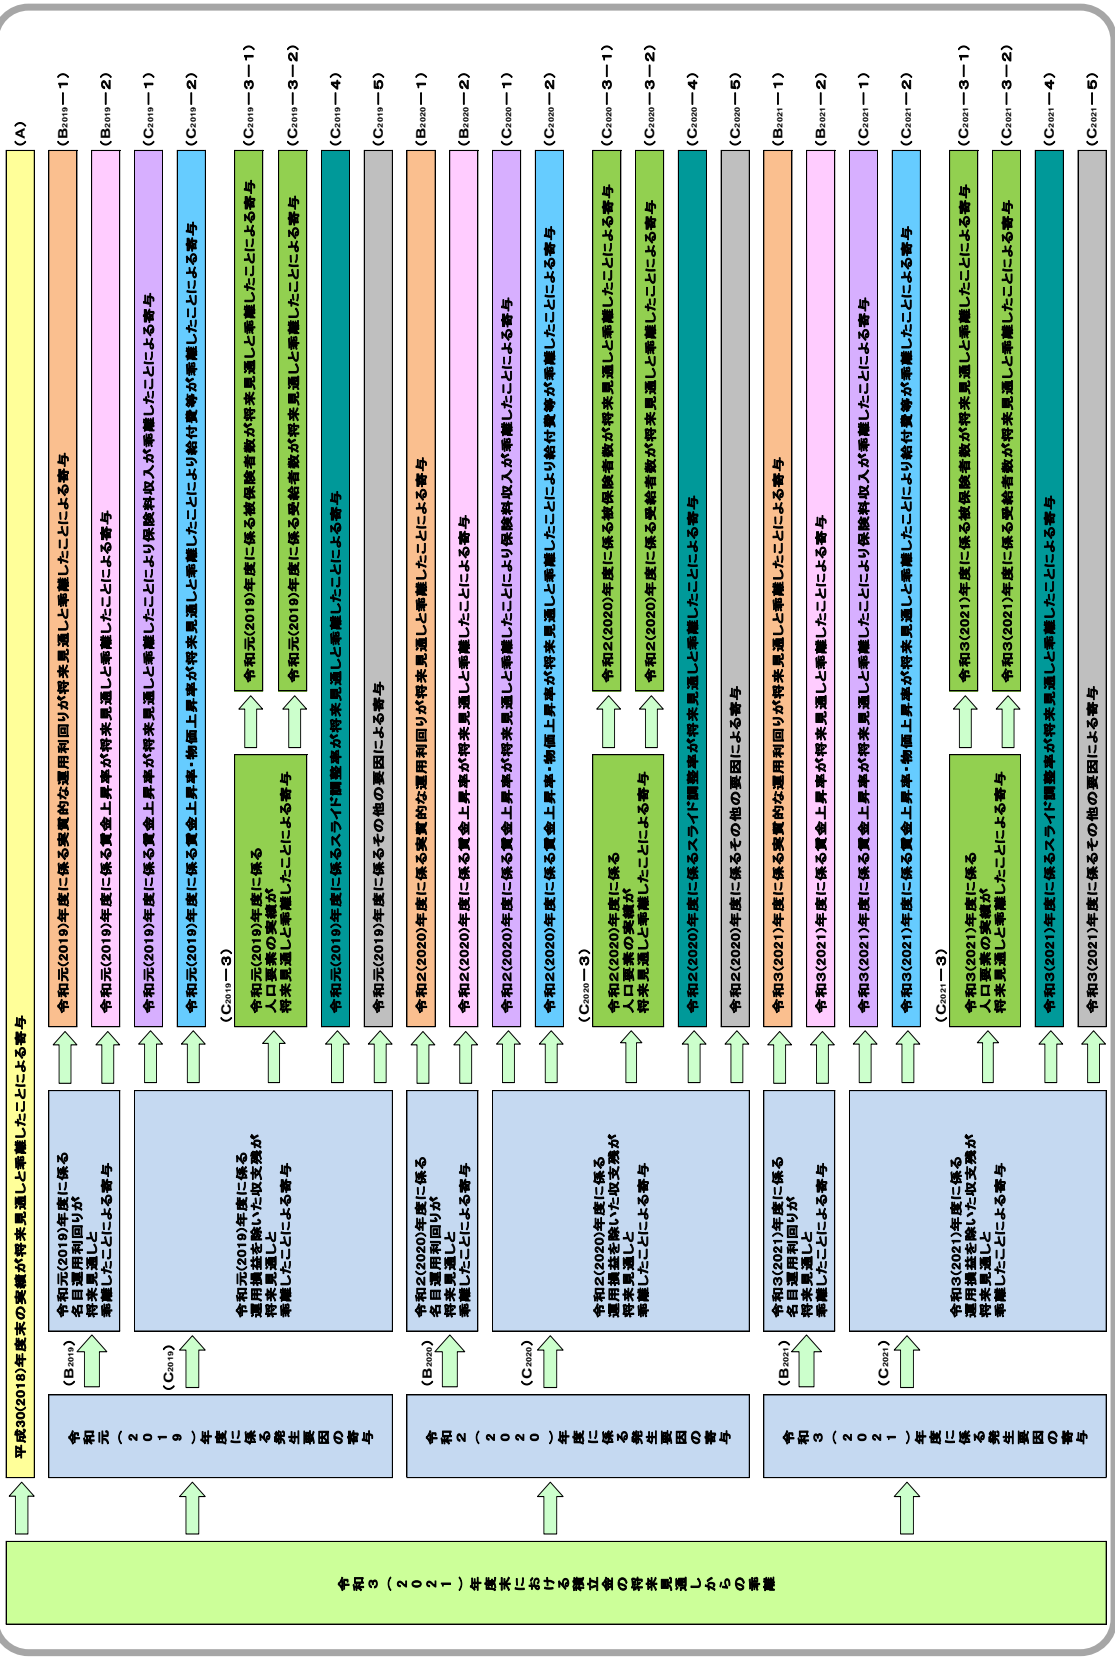 令和3(2021)年度末における積立金の将来見通しからの乖離
平成30(2018)年度末の実績が将来見通しと乖離したことによる寄与
(A)
令和元(2019)年度に係る発生要因の寄与
(B2019)
令和元(2019)年度に係る
名目運用利回りが
将来見通しと
乖離したことによる寄与
令和元(2019)年度に係る実質的な運用利回りが将来見通しと乖離したことによる寄与
(B2019-1)
令和元(2019)年度に係る賃金上昇率が将来見通しと乖離したことによる寄与
(B2019-2)
(C2019)
令和元(2019)年度に係る
運用損益を除いた収支残が
将来見通しと
乖離したことによる寄与
令和元(2019)年度に係る賃金上昇率が将来見通しと乖離したことにより保険料収入が乖離したことによる寄与
(C2019-1)
令和元(2019)年度に係る賃金上昇率・物価上昇率が将来見通しと乖離したことにより給付費等が乖離したことによる寄与
(C2019-2)
(C2019-3)
令和元(2019)年度に係る
人口要素の実績が
将来見通しと乖離したことによる寄与
令和元(2019)年度に係る被保険者数が将来見通しと乖離したことによる寄与
(C2019-3-1)
令和元(2019)年度に係る受給者数が将来見通しと乖離したことによる寄与
(C2019-3-2)
令和元(2019)年度に係るスライド調整率が将来見通しと乖離したことによる寄与
(C2019-4)
令和元(2019)年度に係るその他の要因による寄与
(C2019-5)
令和2(2020)年度に係る発生要因の寄与
(B2020)
令和2(2020)年度に係る
名目運用利回りが
将来見通しと
乖離したことによる寄与
令和2(2020)年度に係る実質的な運用利回りが将来見通しと乖離したことによる寄与
(B2020-1)
令和2(2020)年度に係る賃金上昇率が将来見通しと乖離したことによる寄与
(B2020-2)
(C2020)
令和2(2020)年度に係る
運用損益を除いた収支残が
将来見通しと
乖離したことによる寄与
令和2(2020)年度に係る賃金上昇率が将来見通しと乖離したことにより保険料収入が乖離したことによる寄与
(C2020-1)
令和2(2020)年度に係る賃金上昇率・物価上昇率が将来見通しと乖離したことにより給付費等が乖離したことによる寄与
(C2020-2)
(C2020-3)
令和2(2020)年度に係る
人口要素の実績が
将来見通しと乖離したことによる寄与
令和2(2020)年度に係る被保険者数が将来見通しと乖離したことによる寄与
(C2020-3-1)
令和2(2020)年度に係る受給者数が将来見通しと乖離したことによる寄与
(C2020-3-2)
令和2(2020)年度に係るスライド調整率が将来見通しと乖離したことによる寄与
(C2020-4)
令和2(2020)年度に係るその他の要因による寄与
(C2020-5)
令和3(2021)年度に係る発生要因の寄与
(B2021)
令和3(2021)年度に係る
名目運用利回りが
将来見通しと
乖離したことによる寄与
令和3(2021)年度に係る実質的な運用利回りが将来見通しと乖離したことによる寄与
(B2021-1)
令和3(2021)年度に係る賃金上昇率が将来見通しと乖離したことによる寄与
(B2021-2)
(C2021)
令和3(2021)年度に係る
運用損益を除いた収支残が
将来見通しと
乖離したことによる寄与
令和3(2021)年度に係る賃金上昇率が将来見通しと乖離したことにより保険料収入が乖離したことによる寄与
(C2021-1)
令和3(2021)年度に係る賃金上昇率・物価上昇率が将来見通しと乖離したことにより給付費等が乖離したことによる寄与
(C2021-2)
(C2021-3)
令和3(2021)年度に係る
人口要素の実績が
将来見通しと乖離したことによる寄与
令和3(2021)年度に係る被保険者数が将来見通しと乖離したことによる寄与
(C2021-3-1)
令和3(2021)年度に係る受給者数が将来見通しと乖離したことによる寄与
(C2021-3-2)
令和3(2021)年度に係るスライド調整率が将来見通しと乖離したことによる寄与
(C2021-4)
令和3(2021)年度に係るその他の要因による寄与
(C2021-5)